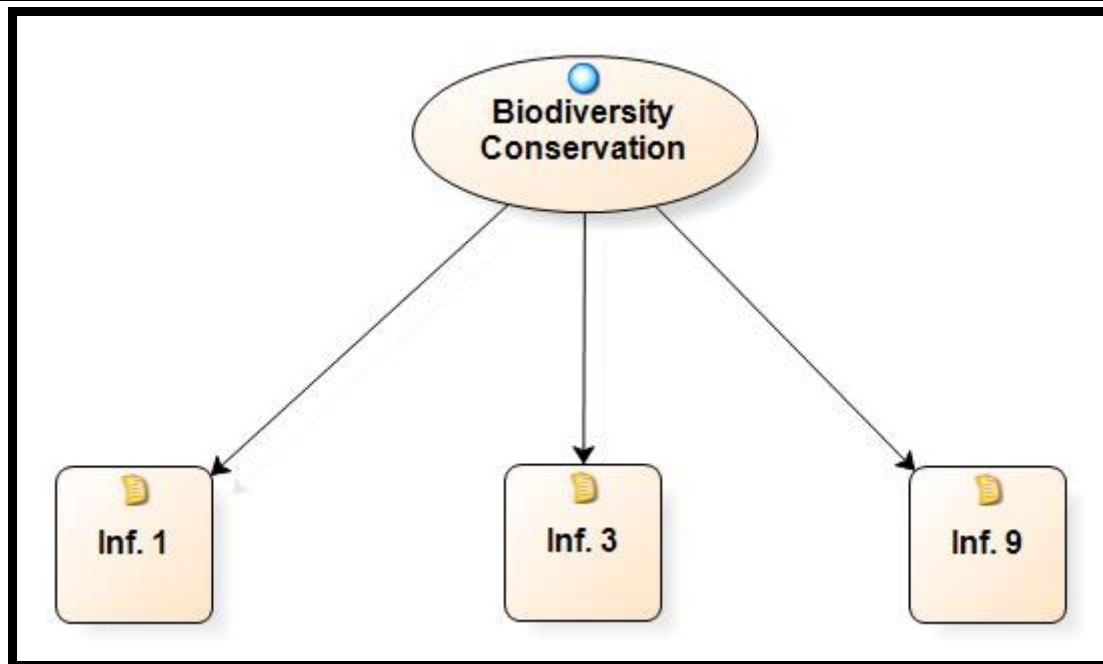 Biodiversity
Conservation
Inf. 1
Inf. 3
Inf. 9